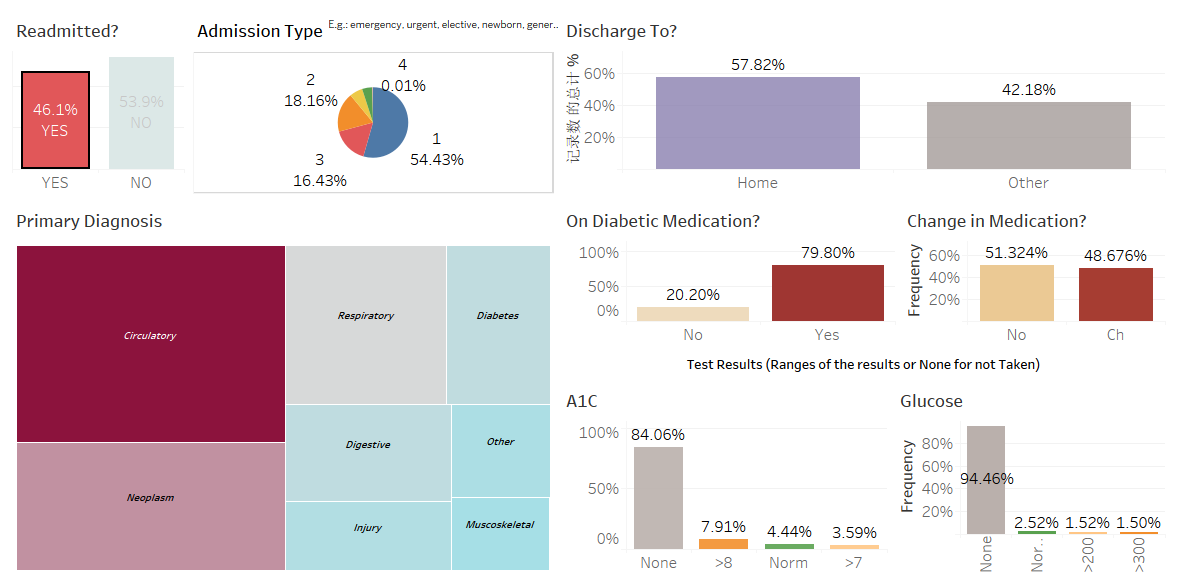 Readmitted?
46.1%
YES
53.9%
NO
YES
NO
Admission Type
E.g.: emergency, urgent, elective, newborn, gener..
4
0.01%
2
18.16%
1
54.43%
3
16.43%
Discharge To?
记录数 的总计 %
60%
40%
20%
57.82%
42.18%
Home
Other
Primary Diagnosis
Circulatory
Respiratory
Diabetes
Digestive
Other
Neoplasm
Injury
Muscoskeletal
On Diabetic Medication?
100%
50%
0%
20.20%
79.80%
No
Yes
Change in Medication?
Frequency
60%
40%
20%
51.324%
48.676%
No
Ch
Test Results (Ranges of the results or None for not Taken)
A1C
100%
50%
0%
84.06%
7.91%
4.44%
3.59%
None
>8
Norm
>7
Glucose
Frequency
80%
60%
40%
20%
94.46%
2.52%
1.52%
1.50%
None
Nor..
>200
>300